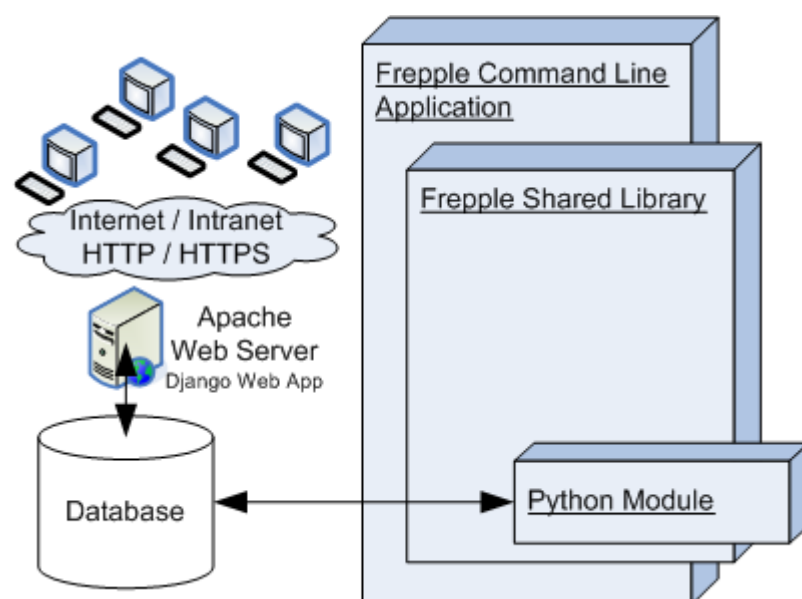 Frepple Command Line
Application
Frepple Shared Library
Internet / Intranet
HTTP / HTTPS
Apache
Web Server
Django Web App
Database
Python Module